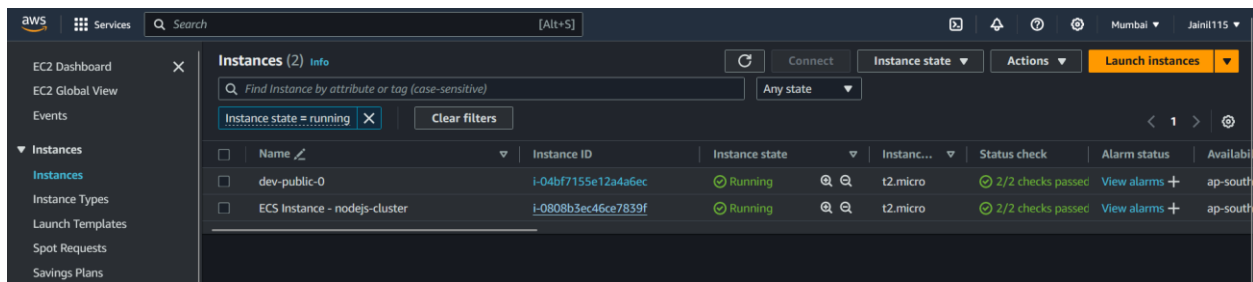 aws Services Search [Alt+S] Mumbai ▼ Jainil115 ▼
EC2 Dashboard
EC2 Global View
Events
Instances
Instances
Instance Types
Launch Templates
Spot Requests
Savings Plans
Instances (2) Info Connect Instance state ▼ Actions ▼ Launch instances ▼
Find Instance by attribute or tag (case-sensitive) Any state ▼
Instance state = running Clear filters
1
Name Instance ID Instance state Instanc... Status check Alarm status Availabi
dev-public-0 i-04bf7155e12a4a6ec Running t2.micro 2/2 checks passed View alarms + ap-south
ECS Instance - nodejs-cluster i-0808b3ec46ce7839f Running t2.micro 2/2 checks passed View alarms + ap-south